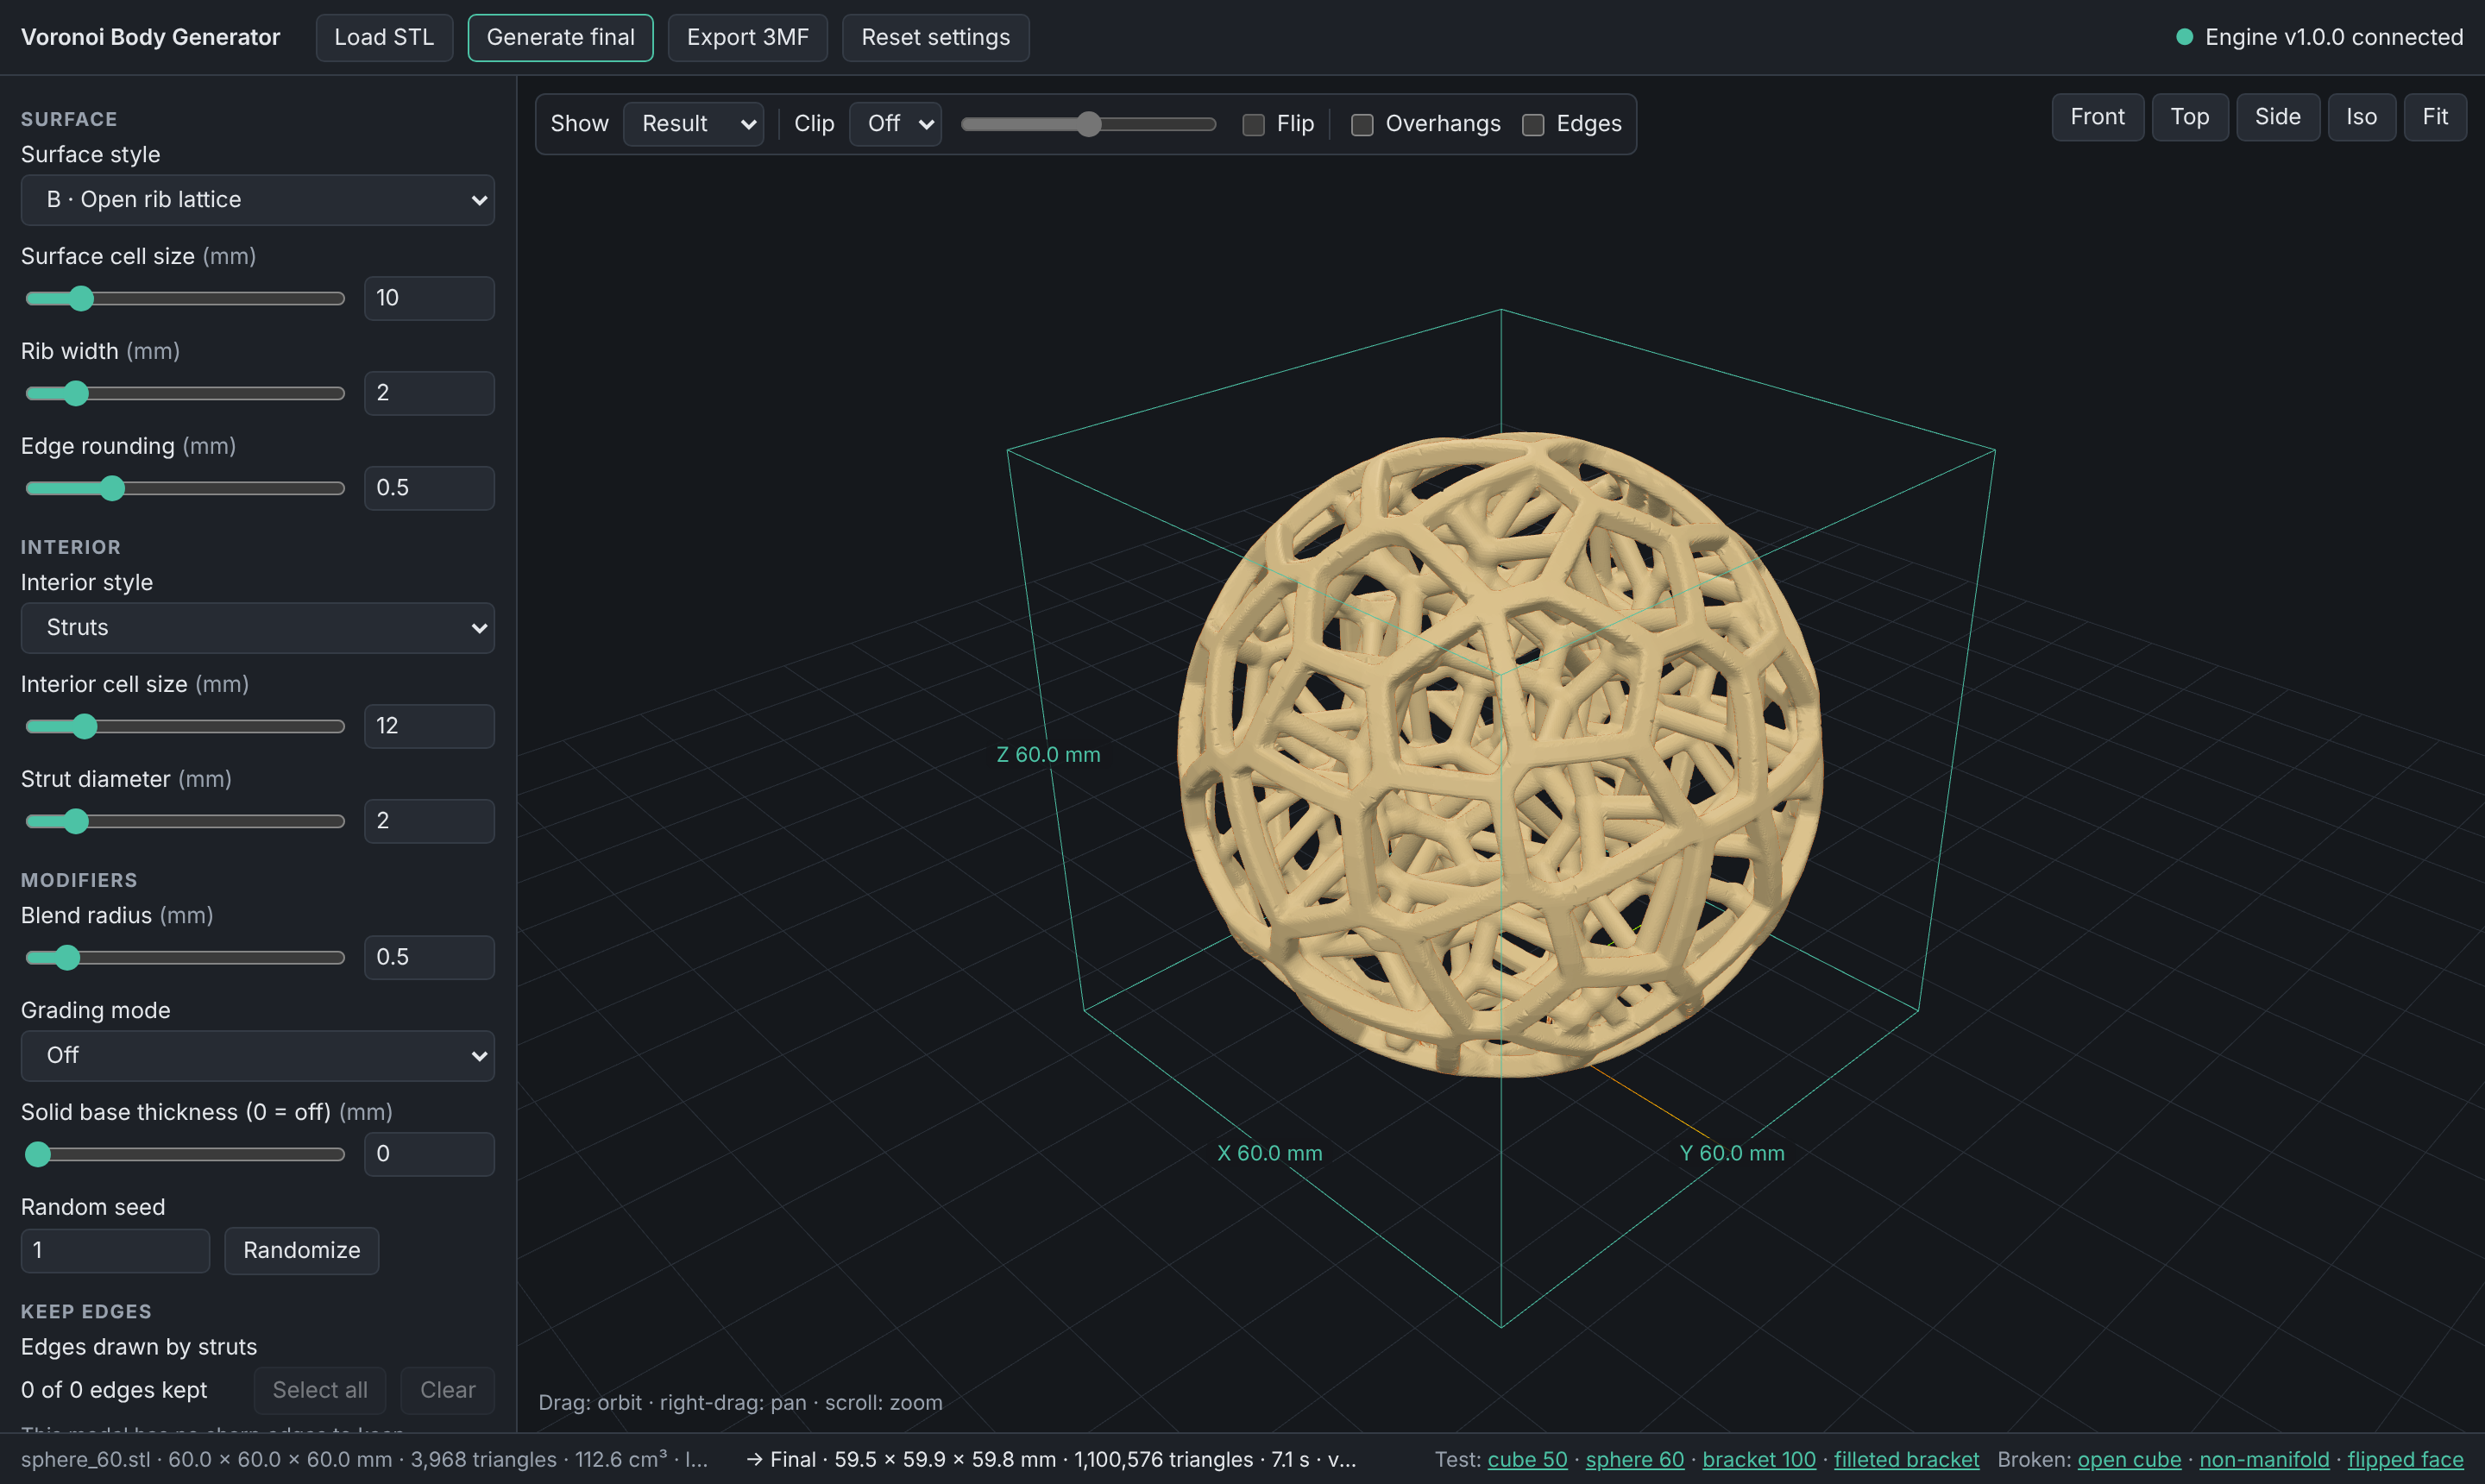 Voronoi Body Generator Load STL Generate final Export 3MF Reset settings Engine v1.0.0 connected
SURFACE
Surface style
B · Open rib lattice
Surface cell size (mm)
10
Rib width (mm)
2
Edge rounding (mm)
0.5
INTERIOR
Interior style
Struts
Interior cell size (mm)
12
Strut diameter (mm)
2
MODIFIERS
Blend radius (mm)
0.5
Grading mode
Off
Solid base thickness (0 = off) (mm)
0
Random seed
1 Randomize
KEEP EDGES
Edges drawn by struts
0 of 0 edges kept Select all Clear
This model has no sharp edges to keep
Show Result Clip Off Flip Overhangs Edges
Front Top Side Iso Fit
Z 60.0 mm
X 60.0 mm
Y 60.0 mm
Drag: orbit · right-drag: pan · scroll: zoom
sphere_60.stl · 60.0 × 60.0 × 60.0 mm · 3,968 triangles · 112.6 cm³ · l... → Final · 59.5 × 59.9 × 59.8 mm · 1,100,576 triangles · 7.1 s · v... Test: cube 50 · sphere 60 · bracket 100 · filleted bracket Broken: open cube · non-manifold · flipped face